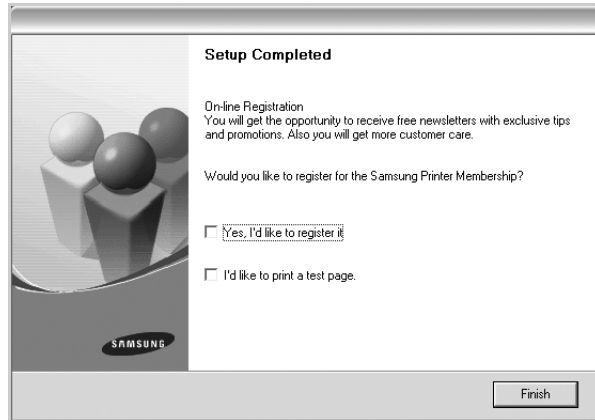 Setup Completed
On-line Registration
You will get the opportunity to receive free newsletters with exclusive tips
and promotions. Also you will get more customer care.
Would you like to register for the Samsung Printer Membership?
Yes, I'd like to register it
I'd like to print a test page.
SAMSUNG
Finish